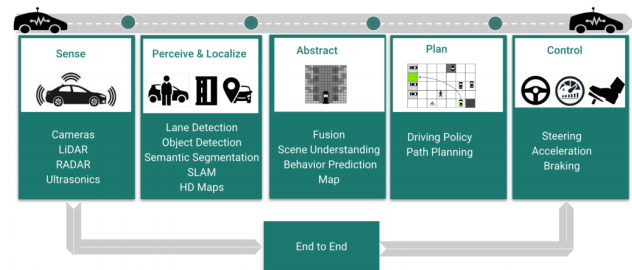 Sense
Cameras
LiDAR
RADAR
Ultrasonics
Perceive & Localize
Lane Detection
Object Detection
Semantic Segmentation
SLAM
HD Maps
Abstract
Fusion
Scene Understanding
Behavior Prediction
Map
Plan
Driving Policy
Path Planning
Control
Steering
Acceleration
Braking
End to End